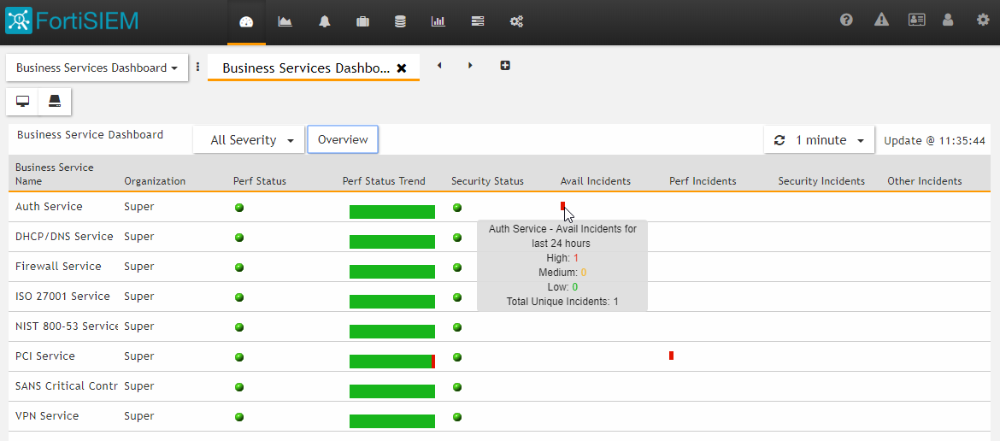 FortiSIEM
Business Services Dashboard
Business Services Dashbo...
Business Service Dashboard
All Severity
Overview
1 minute
Update @ 11:35:44
Business Service Name
Organization
Perf Status
Perf Status Trend
Security Status
Avail Incidents
Perf Incidents
Security Incidents
Other Incidents
Auth Service Super
DHCP/DNS Service Super
Firewall Service Super
ISO 27001 Service Super
NIST 800-53 Service Super
PCI Service Super
SANS Critical Contr Super
VPN Service Super
Auth Service - Avail Incidents for
last 24 hours
High: 1
Medium: 0
Low: 0
Total Unique Incidents: 1